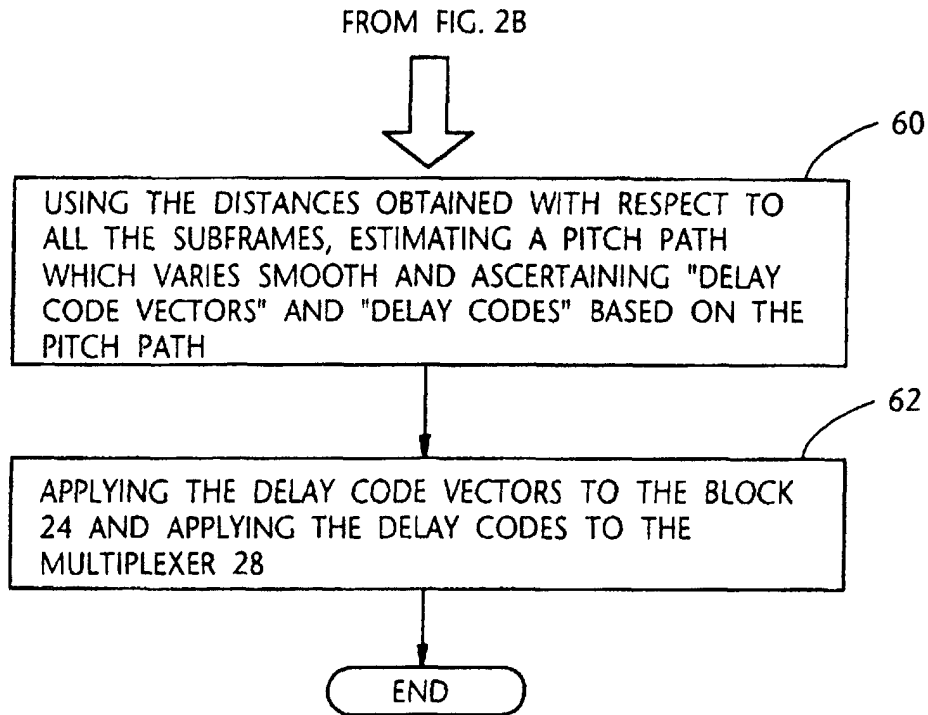 FROM FIG. 2B
60
USING THE DISTANCES OBTAINED WITH RESPECT TO
ALL THE SUBFRAMES, ESTIMATING A PITCH PATH
WHICH VARIES SMOOTH AND ASCERTAINING "DELAY
CODE VECTORS" AND "DELAY CODES" BASED ON THE
PITCH PATH
62
APPLYING THE DELAY CODE VECTORS TO THE BLOCK
24 AND APPLYING THE DELAY CODES TO THE
MULTIPLEXER 28
END